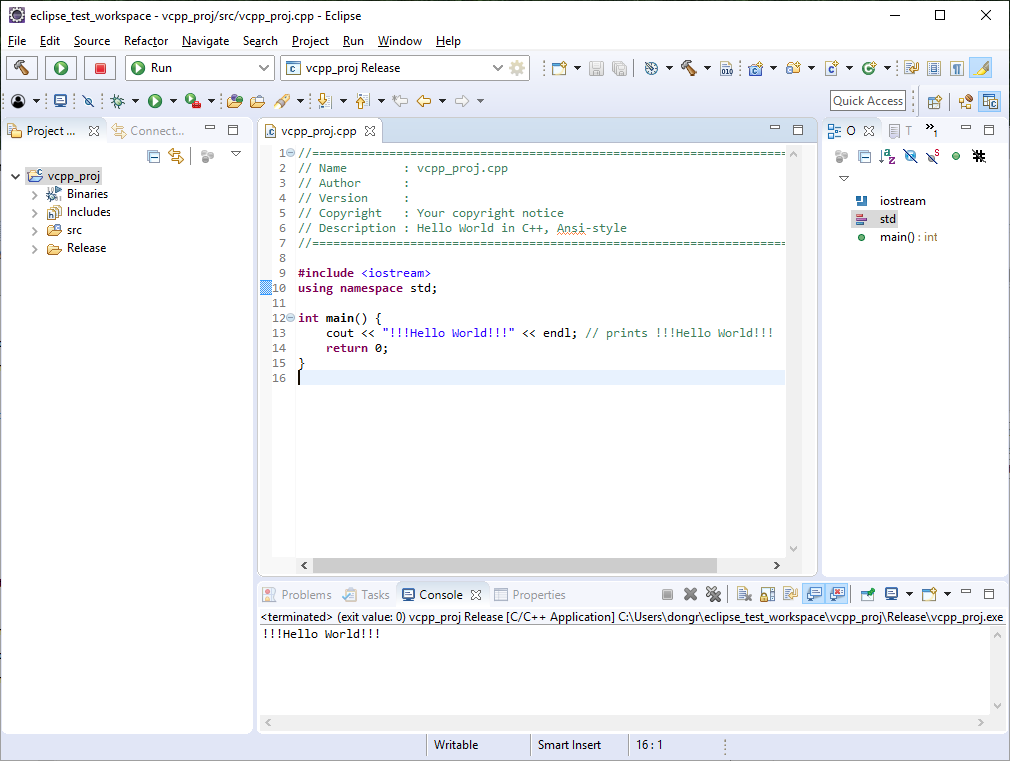 eclipse_test_workspace - vcpp_proj/src/vcpp_proj.cpp - Eclipse
File Edit Source Refactor Navigate Search Project Run Window Help
Run
vcpp_proj Release
Quick Access
Project ...
Connect...
vcpp_proj
Binaries
Includes
src
Release
vcpp_proj.cpp
1 //====================================================================
2 // Name        : vcpp_proj.cpp
3 // Author      :
4 // Version     :
5 // Copyright   : Your copyright notice
6 // Description : Hello World in C++, Ansi-style
7 //====================================================================
8
9 #include <iostream>
10 using namespace std;
11
12 int main() {
13     cout << "!!!Hello World!!!" << endl; // prints !!!Hello World!!!
14     return 0;
15 }
16
O T »1
iostream
std
main() : int
Problems Tasks Console Properties
<terminated> (exit value: 0) vcpp_proj Release [C/C++ Application] C:\Users\dongr\eclipse_test_workspace\vcpp_proj\Release\vcpp_proj.exe
!!!Hello World!!!
Writable Smart Insert 16 : 1